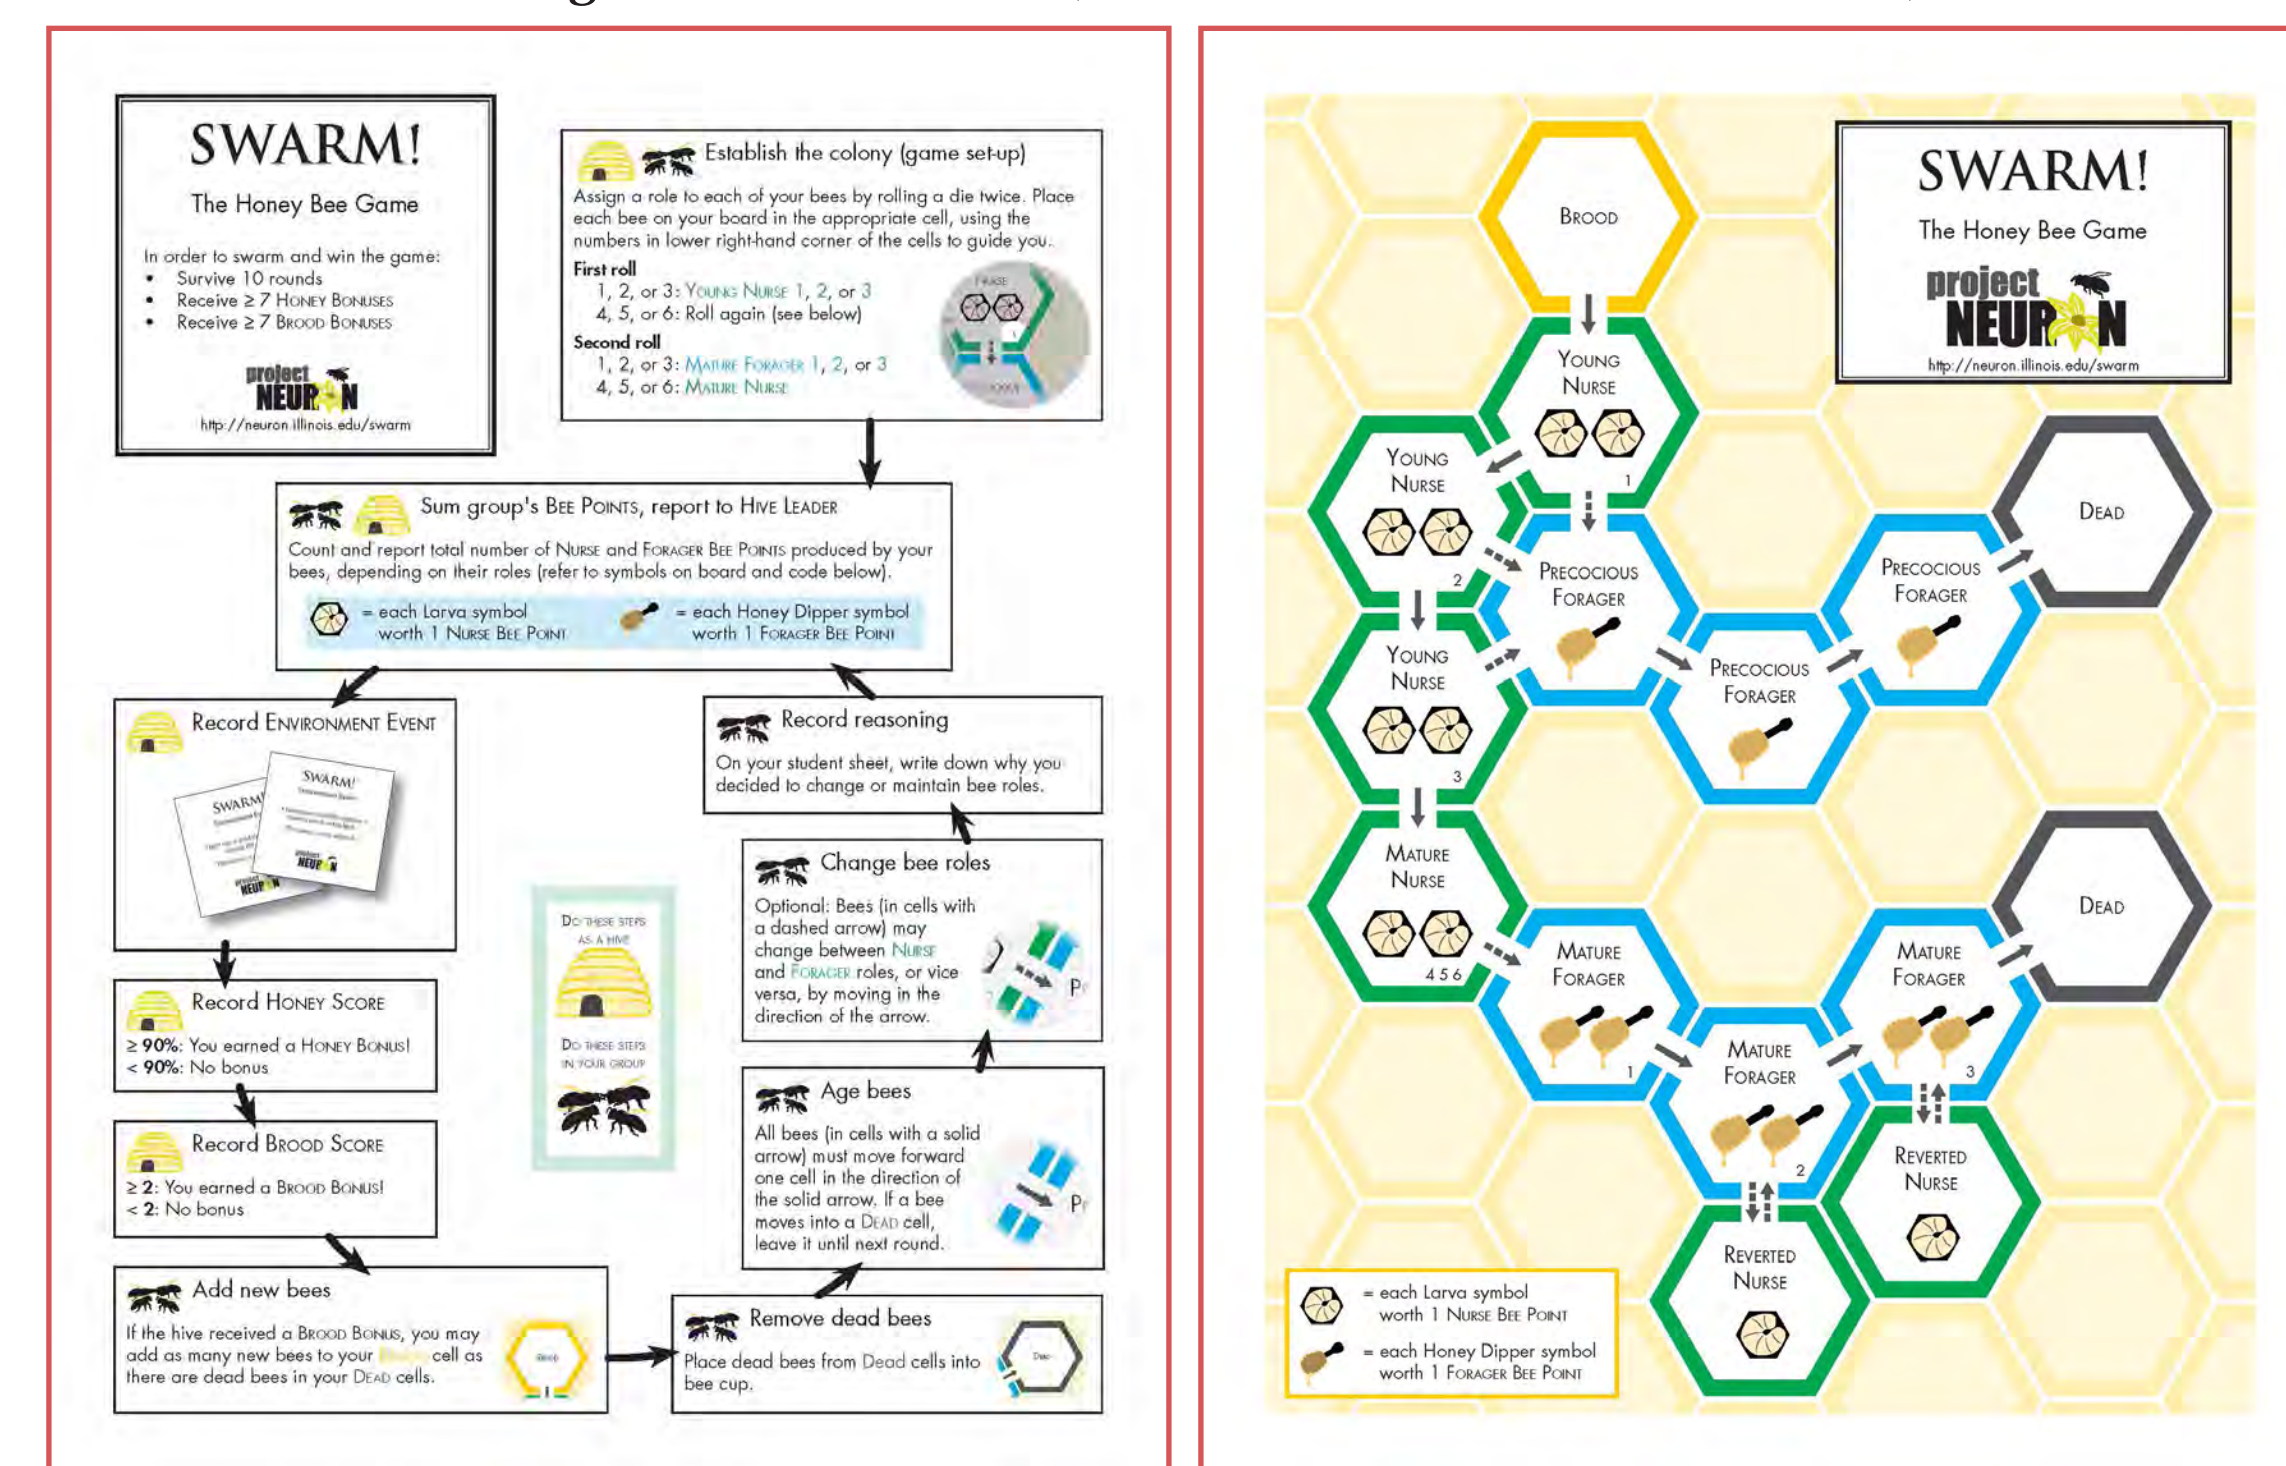 SWARM!
The Honey Bee Game
In order to swarm and win the game:
• Survive 10 rounds
• Receive ≥ 7 HONEY BONUSES
• Receive ≥ 7 BROOD BONUSES
project
NEURON
http://neuron.illinois.edu/swarm
Establish the colony (game set-up)
Assign a role to each of your bees by rolling a die twice. Place
each bee on your board in the appropriate cell, using the
numbers in lower right-hand corner of the cells to guide you.
First roll
1, 2, or 3: YOUNG NURSE 1, 2, or 3
4, 5, or 6: Roll again (see below)
Second roll
1, 2, or 3: MATURE FORAGER 1, 2, or 3
4, 5, or 6: MATURE NURSE
Sum group's BEE POINTS, report to HIVE LEADER
Count and report total number of NURSE and FORAGER BEE POINTS produced by your
bees, depending on their roles (refer to symbols on board and code below).
= each Larva symbol
worth 1 NURSE BEE POINT
= each Honey Dipper symbol
worth 1 FORAGER BEE POINT
Record ENVIRONMENT EVENT
SWARM!
SWARM!
project
NEURON
NEURON
Record HONEY SCORE
≥ 90%: You earned a HONEY BONUS!
< 90%: No bonus
Record BROOD SCORE
≥ 2: You earned a BROOD BONUS!
< 2: No bonus
Add new bees
If the hive received a BROOD BONUS, you may
add as many new bees to your cell as
there are dead bees in your DEAD cells.
Remove dead bees
Place dead bees from Dead cells into
bee cup.
Dead
Age bees
All bees (in cells with a solid
arrow) must move forward
one cell in the direction of
the solid arrow. If a bee
moves into a DEAD cell,
leave it until next round.
Change bee roles
Optional: Bees (in cells with
a dashed arrow) may
change between NURSE
and FORAGER roles, or vice
versa, by moving in the
direction of the arrow.
Record reasoning
On your student sheet, write down why you
decided to change or maintain bee roles.
DO THESE STEPS
AS A HIVE
DO THESE STEPS
IN YOUR GROUP
SWARM!
The Honey Bee Game
project
NEURON
http://neuron.illinois.edu/swarm
BROOD
YOUNG
NURSE
1
YOUNG
NURSE
2
YOUNG
NURSE
3
MATURE
NURSE
4 5 6
PRECOCIOUS
FORAGER
PRECOCIOUS
FORAGER
PRECOCIOUS
FORAGER
DEAD
MATURE
FORAGER
1
MATURE
FORAGER
2
MATURE
FORAGER
3
DEAD
REVERTED
NURSE
REVERTED
NURSE
= each Larva symbol
worth 1 NURSE BEE POINT
= each Honey Dipper symbol
worth 1 FORAGER BEE POINT